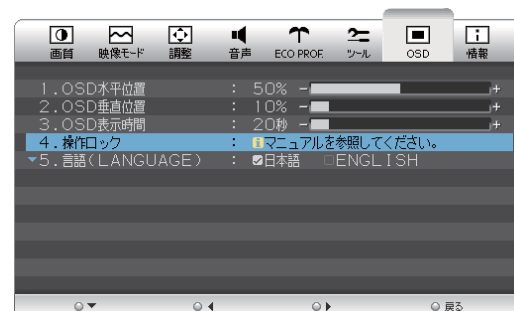 画質 映像モード 調整 音声 ECO PROF. ツール OSD 情報
1.OSD水平位置 : 50% - +
2.OSD垂直位置 : 10% - +
3.OSD表示時間 : 20秒 - +
4.操作ロック : マニュアルを参照してください。
5.言語(LANGUAGE) : 日本語 ENGLISH
戻る